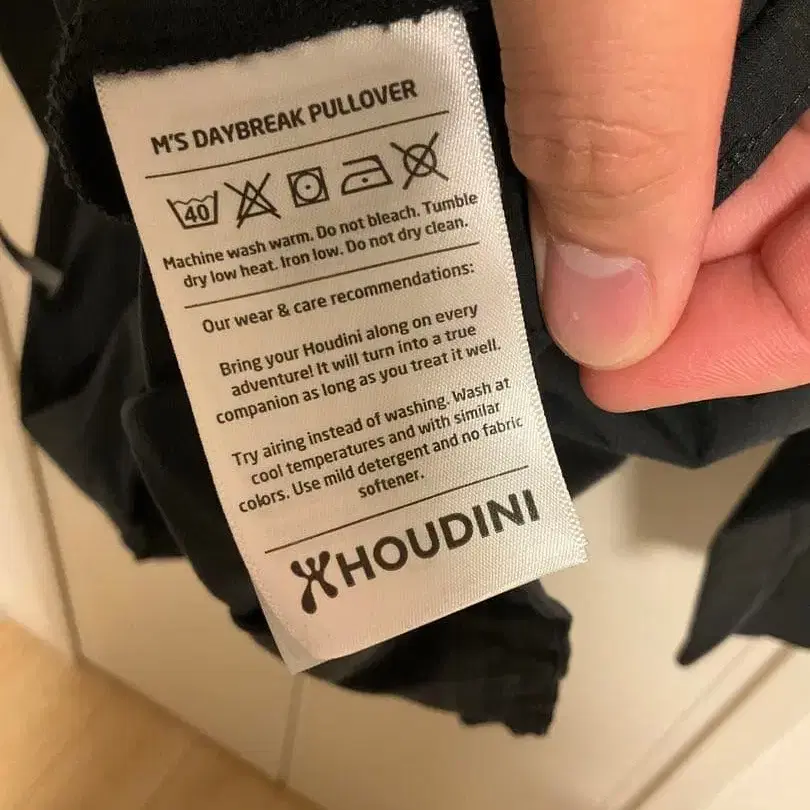 M'S DAYBREAK PULLOVER
40
Machine wash warm. Do not bleach. Tumble
dry low heat. Iron low. Do not dry clean.
Our wear & care recommendations:
Bring your Houdini along on every
adventure! It will turn into a true
companion as long as you treat it well.
Try airing instead of washing. Wash at
cool temperatures and with similar
colors. Use mild detergent and no fabric
softener.
HOUDINI